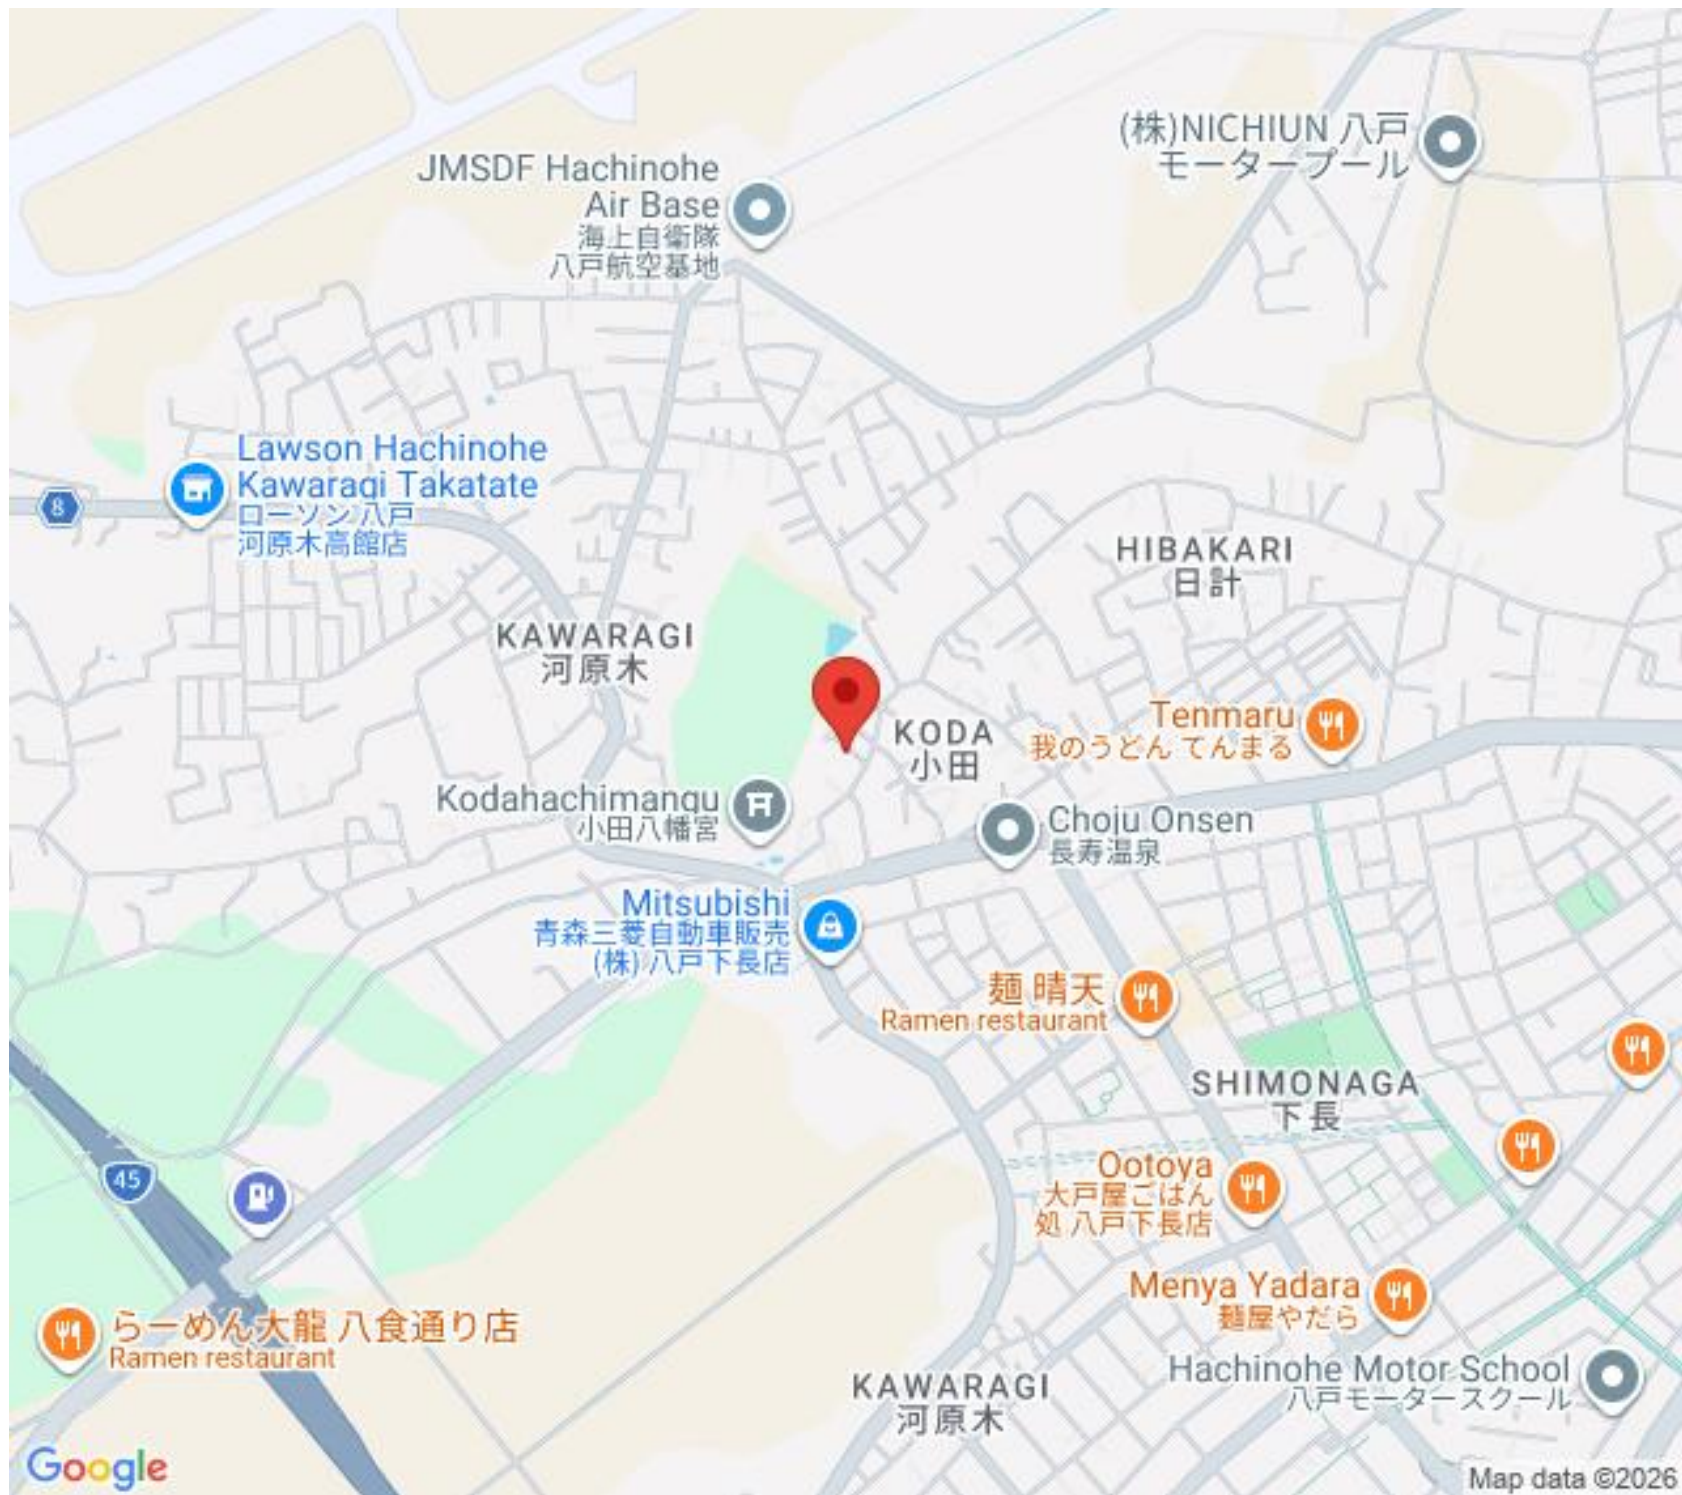 (株)NICHIUN 八戸
モータープール
JMSDF Hachinohe
Air Base
海上自衛隊
八戸航空基地
Lawson Hachinohe
Kawaragi Takatate
ローソン 八戸
河原木高館店
8
HIBAKARI
日計
KAWARAGI
河原木
Tenmaru
我のうどん てんまる
KODA
小田
Kodahachimangu
小田八幡宮
Choju Onsen
長寿温泉
Mitsubishi
青森三菱自動車販売
(株) 八戸下長店
麺 晴天
Ramen restaurant
SHIMONAGA
下長
45
Ootoya
大戸屋ごはん
処 八戸下長店
Menya Yadara
麺屋やだら
らーめん大龍 八食通り店
Ramen restaurant
Hachinohe Motor School
八戸モータースクール
KAWARAGI
河原木
Google
Map data ©2026